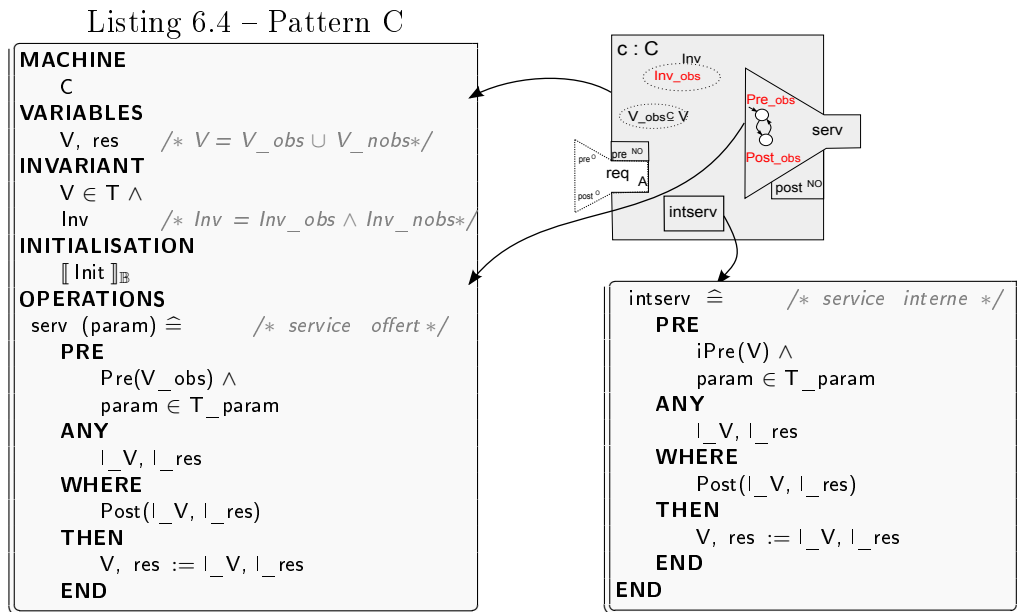 Listing 6.4 – Pattern C
MACHINE
C
VARIABLES
V, res /* V = V_obs ∪ V_nobs*/
INVARIANT
V ∈ T ∧
Inv /* Inv = Inv_obs ∧ Inv_nobs*/
INITIALISATION
⟦ Init ⟧𝔹
OPERATIONS
serv (param) ≙ /* service offert */
PRE
Pre(V_obs) ∧
param ∈ T_param
ANY
l_V, l_res
WHERE
Post(l_V, l_res)
THEN
V, res := l_V, l_res
END
c : C
Inv
Inv_obs
V_obs⊆ V
Pre_obs
serv
Post_obs
post NO
pre O
pre NO
req
A
post O
intserv
intserv ≙ /* service interne */
PRE
iPre(V) ∧
param ∈ T_param
ANY
l_V, l_res
WHERE
Post(l_V, l_res)
THEN
V, res := l_V, l_res
END
END